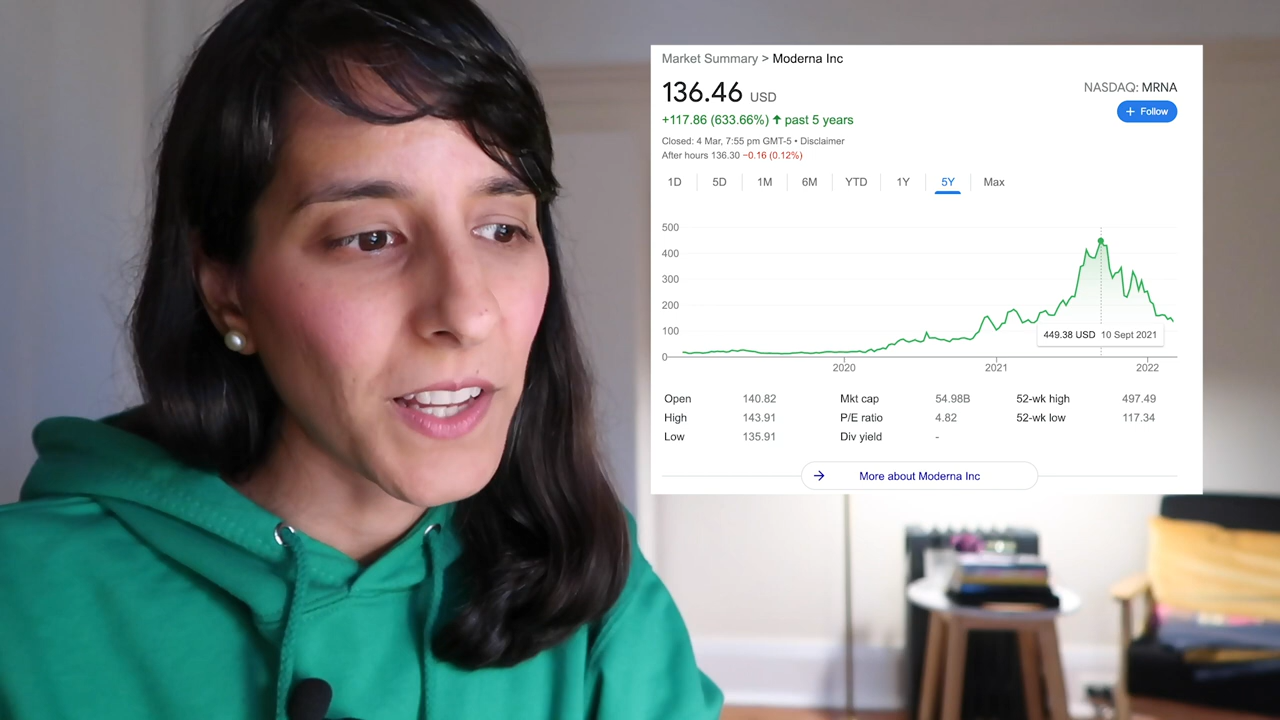 Market Summary > Moderna Inc
136.46 USD
NASDAQ: MRNA
+117.86 (633.66%) ↑ past 5 years
+ Follow
Closed: 4 Mar, 7:55 pm GMT-5 • Disclaimer
After hours 136.30 −0.16 (0.12%)
1D 5D 1M 6M YTD 1Y 5Y Max
500
400
300
200
100
0
449.38 USD 10 Sept 2021
2020 2021 2022
Open 140.82 Mkt cap 54.98B 52-wk high 497.49
High 143.91 P/E ratio 4.82 52-wk low 117.34
Low 135.91 Div yield -
→ More about Moderna Inc